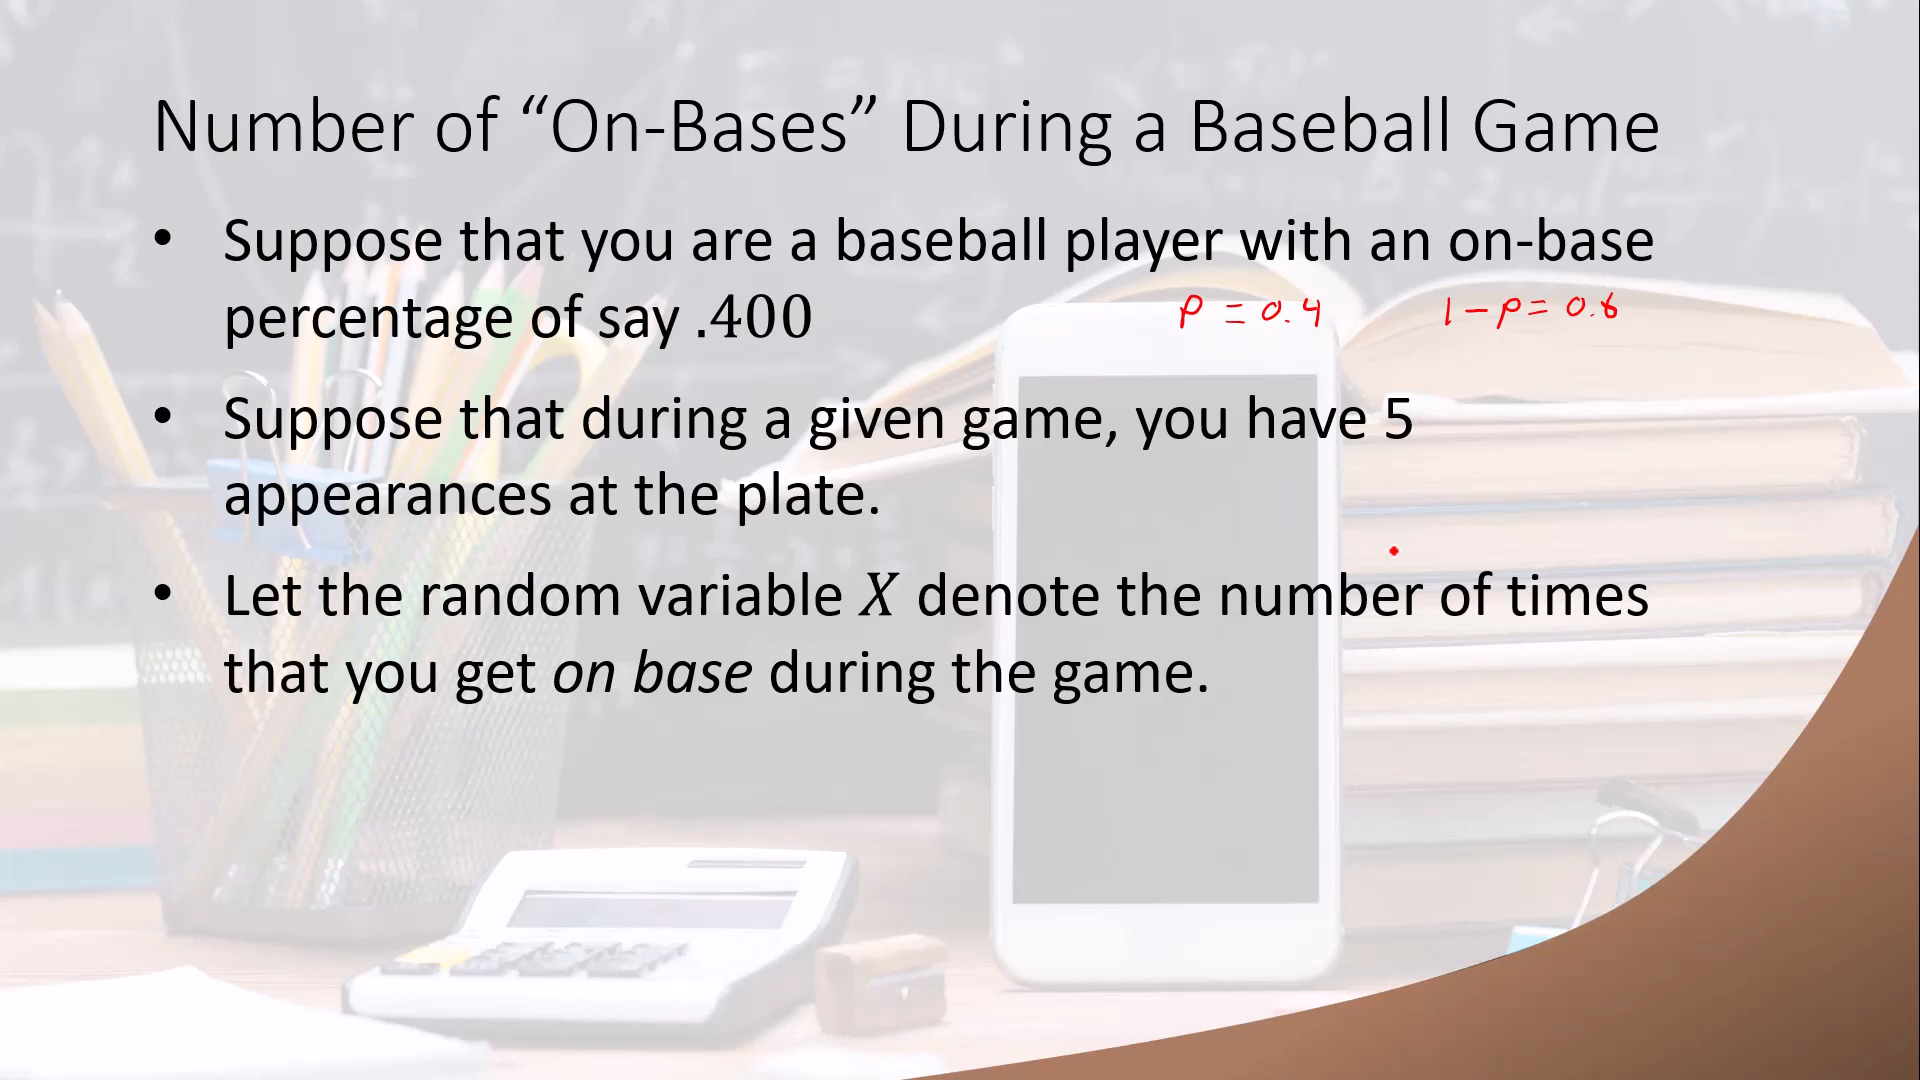 Number of “On-Bases” During a Baseball Game
• Suppose that you are a baseball player with an on-base
percentage of say .400
p = 0.4 1-p= 0.6
• Suppose that during a given game, you have 5
appearances at the plate.
• Let the random variable X denote the number of times
that you get on base during the game.